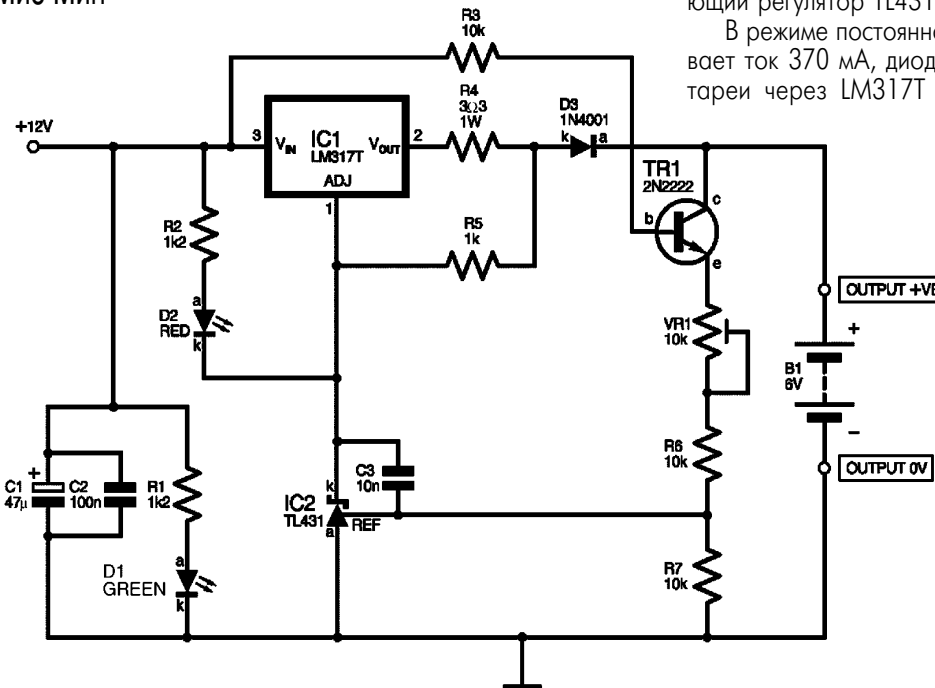 ющий регулятор TL431
В режиме постоянно
вает ток 370 мА, диод
тареи через LM317T
R3
10k
R4
3Ω3
1W
D3
1N4001
k
a
+12V
3
VIN
IC1
LM317T
VOUT
2
ADJ
1
TR1
2N2222
c
b
e
R2
1k2
R5
1k
a
D2
RED
k
VR1
10k
OUTPUT +VE
+
B1
6V
−
OUTPUT 0V
C1
47µ
+
C2
100n
R1
1k2
a
D1
GREEN
k
C3
10n
k
IC2
TL431
a
REF
R6
10k
R7
10k